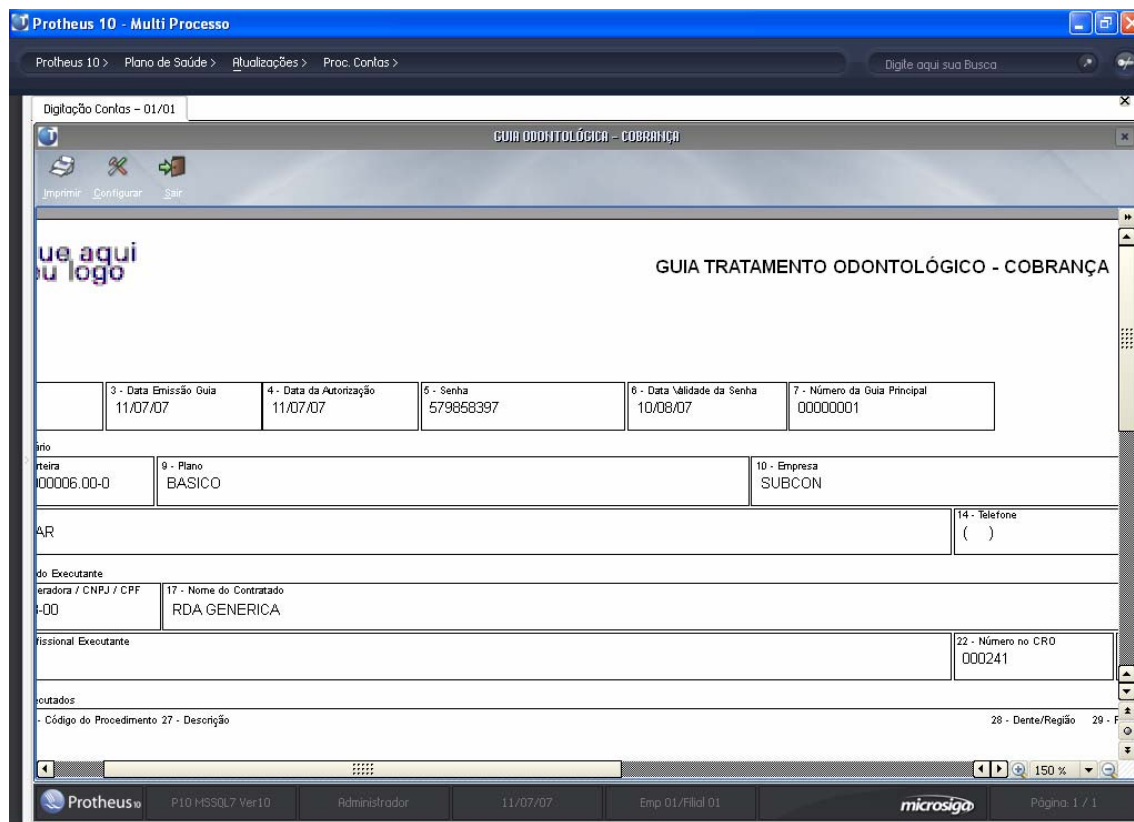 Protheus 10 - Multi Processo
Protheus 10 > Plano de Saúde > Atualizações > Proc. Contas >
Digite aqui sua Busca
Digitação Contas – 01/01
GUIA ODONTOLÓGICA – COBRANÇA
Imprimir Configurar Sair
ue aqui
u logo
GUIA TRATAMENTO ODONTOLÓGICO - COBRANÇA
3 - Data Emissão Guia 4 - Data da Autorização 5 - Senha 6 - Data Validade da Senha 7 - Número da Guia Principal
11/07/07 11/07/07 579858397 10/08/07 00000001
ário
rteira 9 - Plano 10 - Empresa
000006.00-0 BASICO SUBCON
14 - Telefone
AR ( )
do Executante
eradora / CNPJ / CPF 17 - Nome do Contratado
-00 RDA GENERICA
fissional Executante 22 - Número no CRO
000241
ecutados
- Código do Procedimento 27 - Descrição 28 - Dente/Região 29 - F
150 %
Protheus 10 P10 MSSQL7 Ver10 Administrador 11/07/07 Emp 01/Filial 01 microsiga Página: 1 / 1